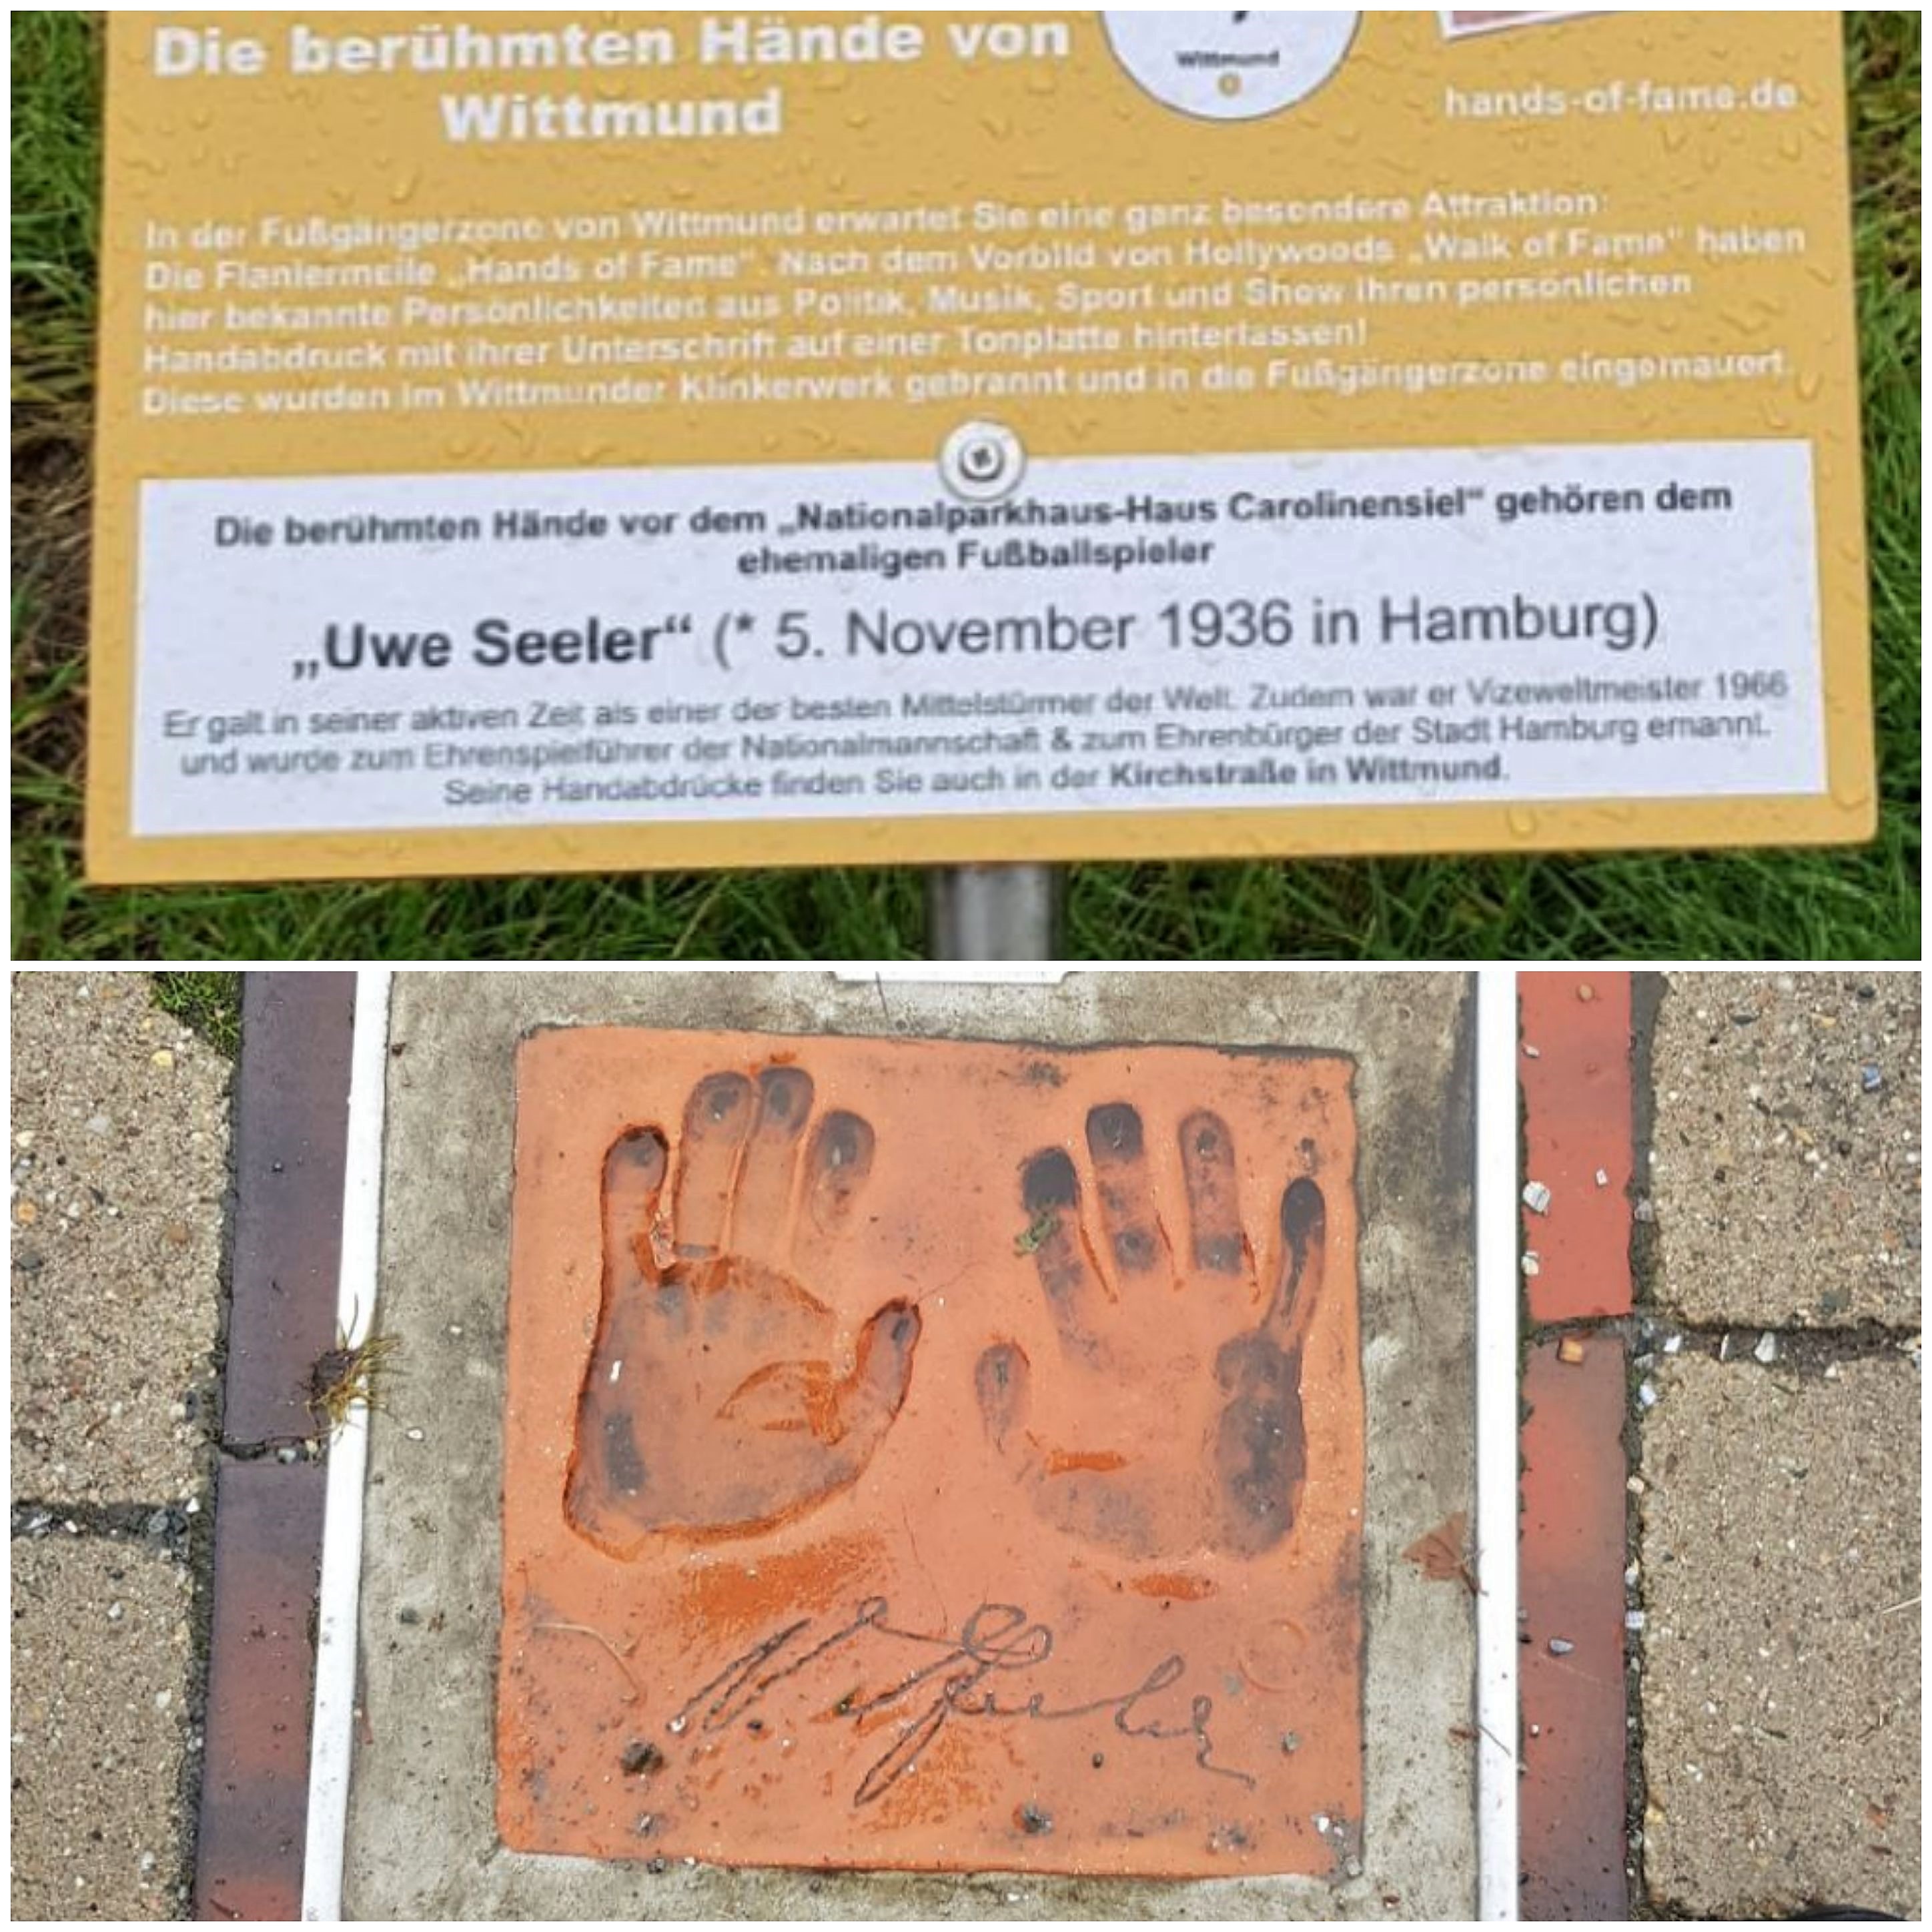 Die berühmten Hände von
Wittmund
Wittmund
hands-of-fame.de
In der Fußgängerzone von Wittmund erwartet Sie eine ganz besondere Attraktion:
Die Flaniermeile „Hands of Fame“. Nach dem Vorbild von Hollywoods „Walk of Fame“ haben
hier bekannte Persönlichkeiten aus Politik, Musik, Sport und Show ihren persönlichen
Handabdruck mit ihrer Unterschrift auf einer Tonplatte hinterlassen!
Diese wurden im Wittmunder Klinkerwerk gebrannt und in die Fußgängerzone eingemauert.
Die berühmten Hände vor dem „Nationalparkhaus-Haus Carolinensiel“ gehören dem
ehemaligen Fußballspieler
„Uwe Seeler“ (* 5. November 1936 in Hamburg)
Er galt in seiner aktiven Zeit als einer der besten Mittelstürmer der Welt. Zudem war er Vizeweltmeister 1966
und wurde zum Ehrenspielführer der Nationalmannschaft & zum Ehrenbürger der Stadt Hamburg ernannt.
Seine Handabdrücke finden Sie auch in der Kirchstraße in Wittmund.